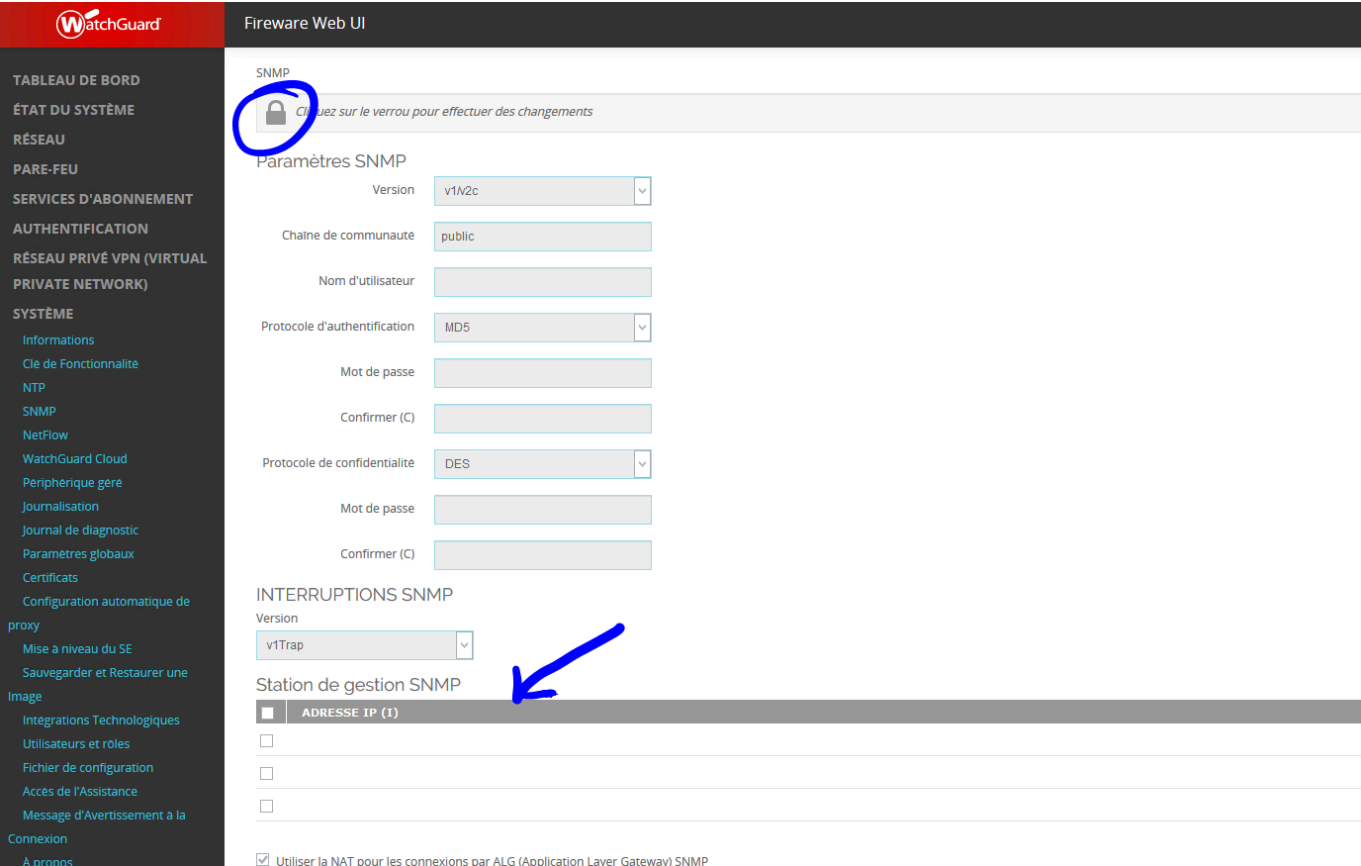 WatchGuard
Fireware Web UI
TABLEAU DE BORD
ÉTAT DU SYSTÈME
RÉSEAU
PARE-FEU
SERVICES D'ABONNEMENT
AUTHENTIFICATION
RÉSEAU PRIVÉ VPN (VIRTUAL
PRIVATE NETWORK)
SYSTÈME
Informations
Clé de Fonctionnalité
NTP
SNMP
NetFlow
WatchGuard Cloud
Périphérique géré
Journalisation
Journal de diagnostic
Paramètres globaux
Certificats
Configuration automatique de
proxy
Mise à niveau du SE
Sauvegarder et Restaurer une
Image
Intégrations Technologiques
Utilisateurs et rôles
Fichier de configuration
Accès de l'Assistance
Message d'Avertissement à la
Connexion
À propos
SNMP
Cliquez sur le verrou pour effectuer des changements
Paramètres SNMP
Version
v1/v2c
Chaîne de communauté
public
Nom d'utilisateur
Protocole d'authentification
MD5
Mot de passe
Confirmer (C)
Protocole de confidentialité
DES
Mot de passe
Confirmer (C)
INTERRUPTIONS SNMP
Version
v1Trap
Station de gestion SNMP
ADRESSE IP (I)
Utiliser la NAT pour les connexions par ALG (Application Layer Gateway) SNMP